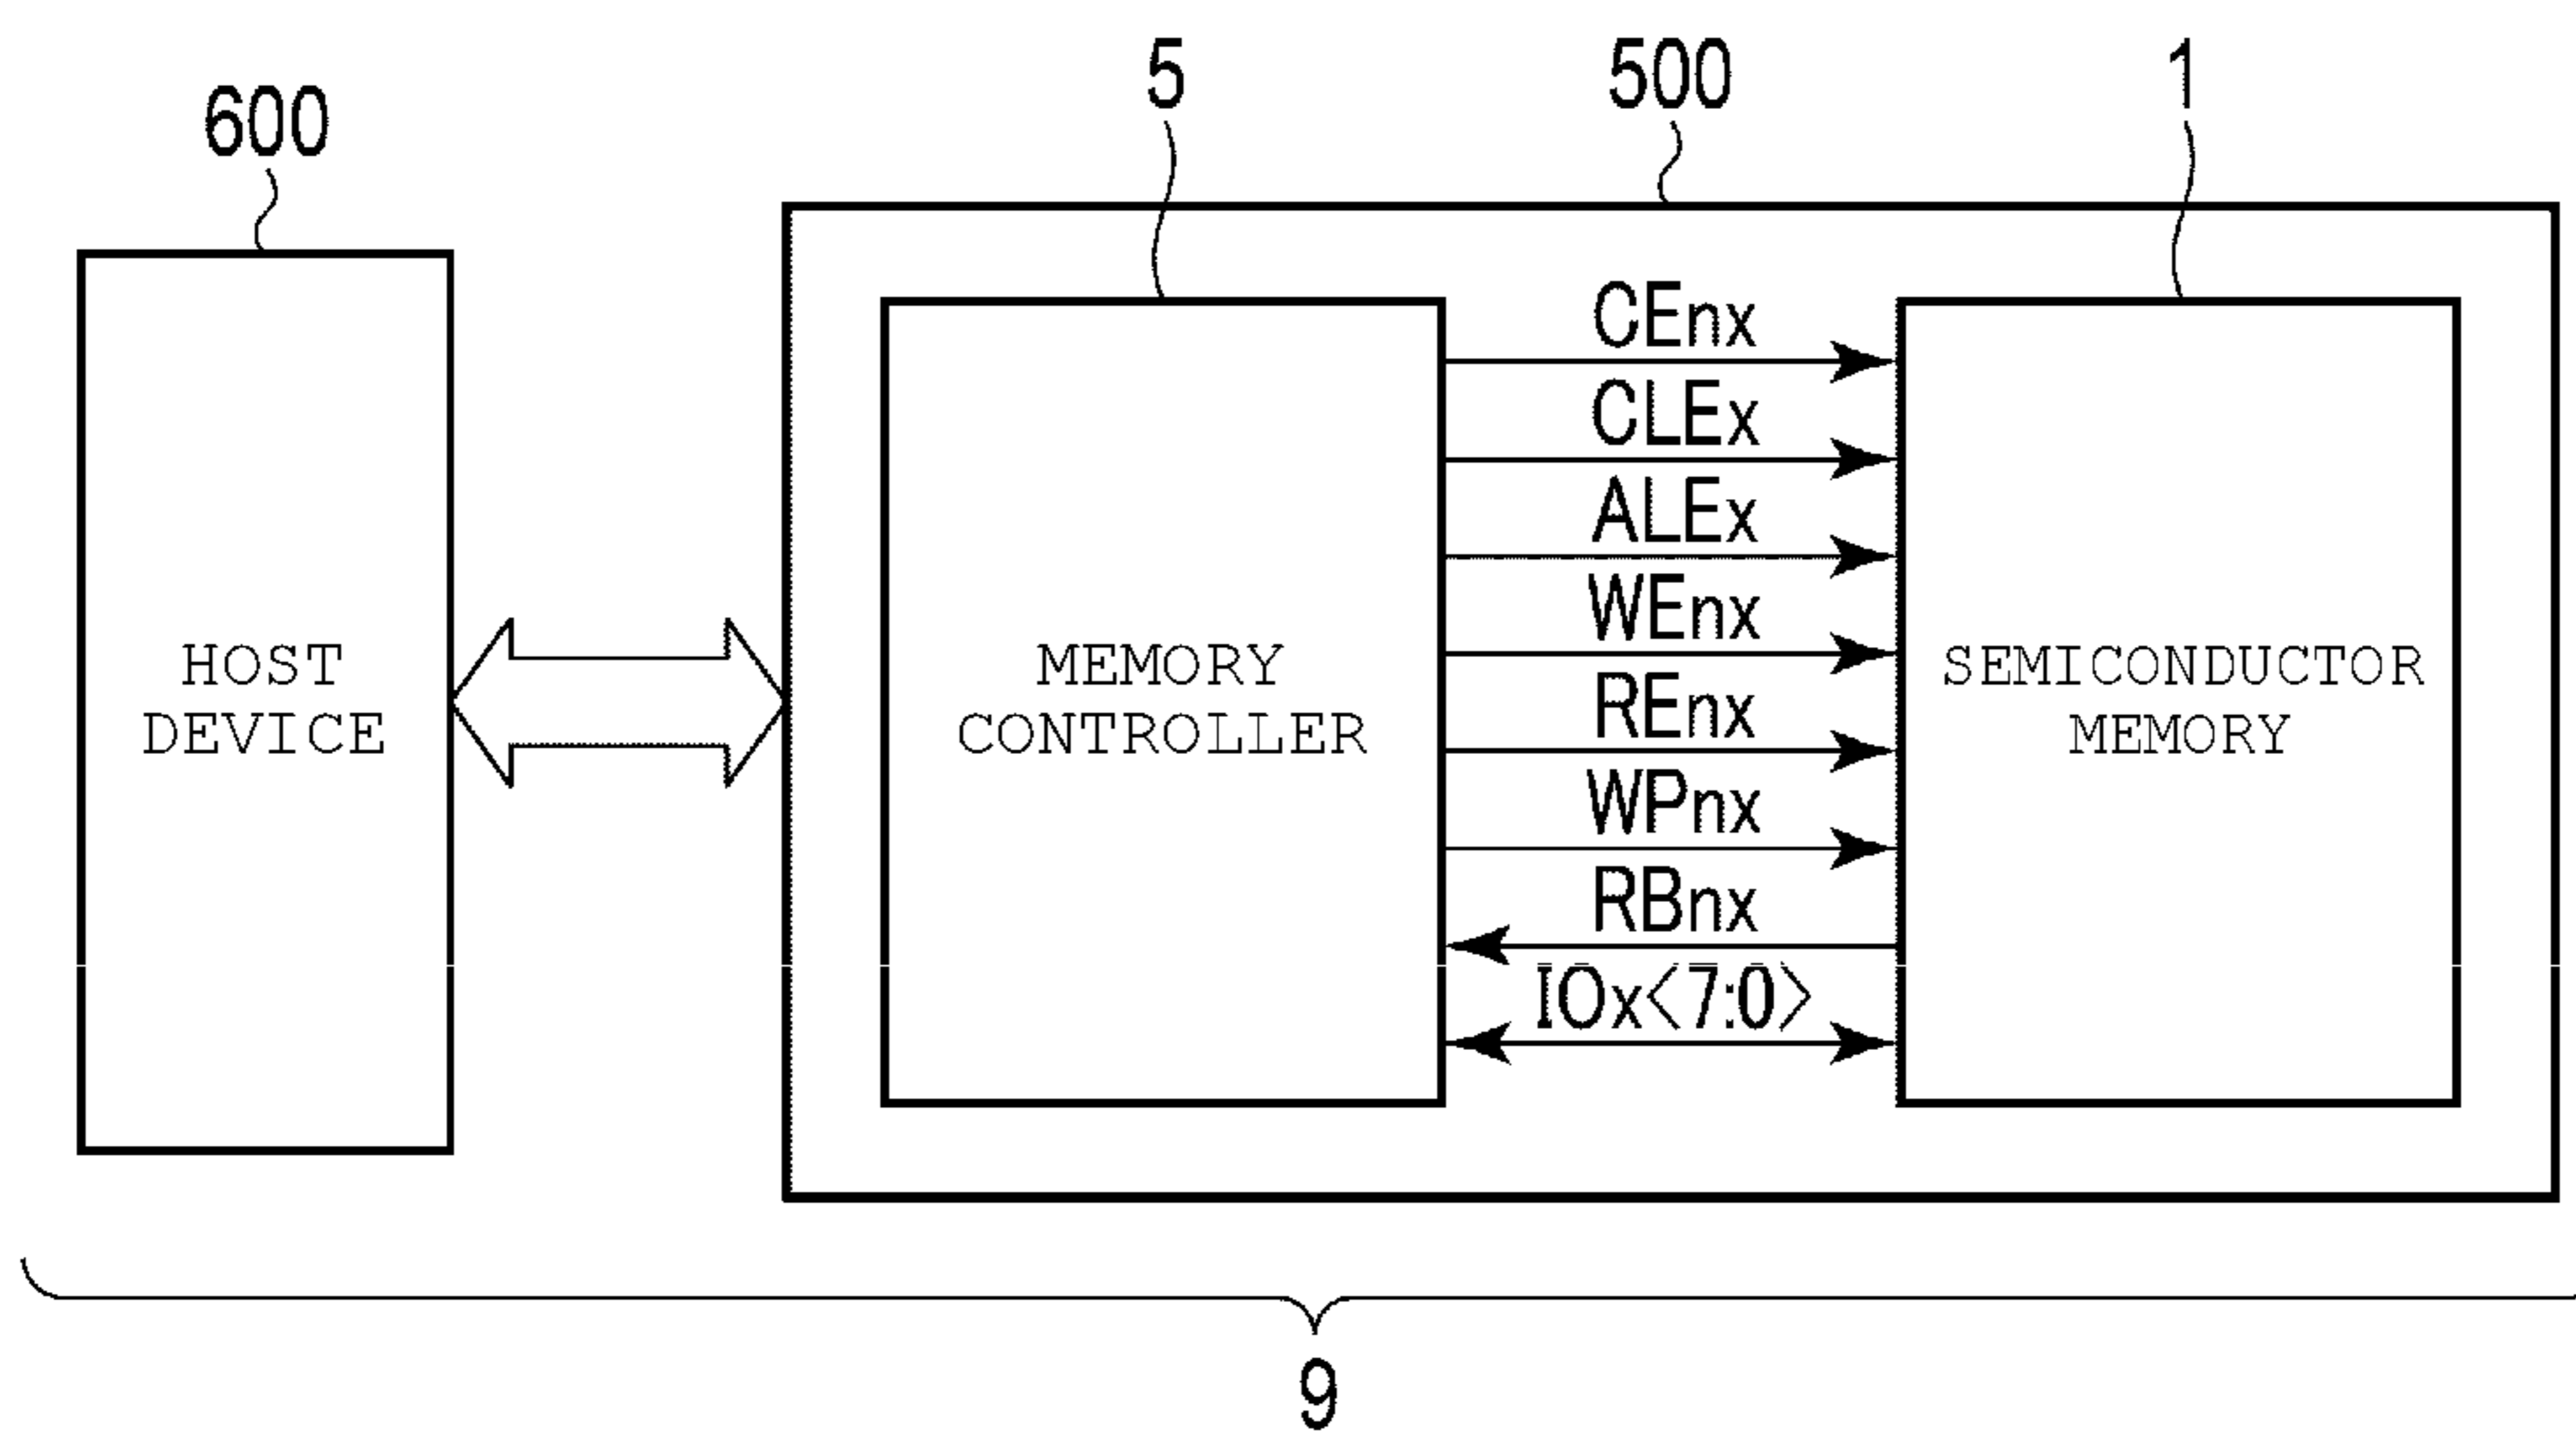 600
5
500
1
CEnx
CLEx
ALEx
WEnx
REnx
WPnx
RBnx
IOx<7:0>
HOST
DEVICE
MEMORY
CONTROLLER
SEMICONDUCTOR
MEMORY
9